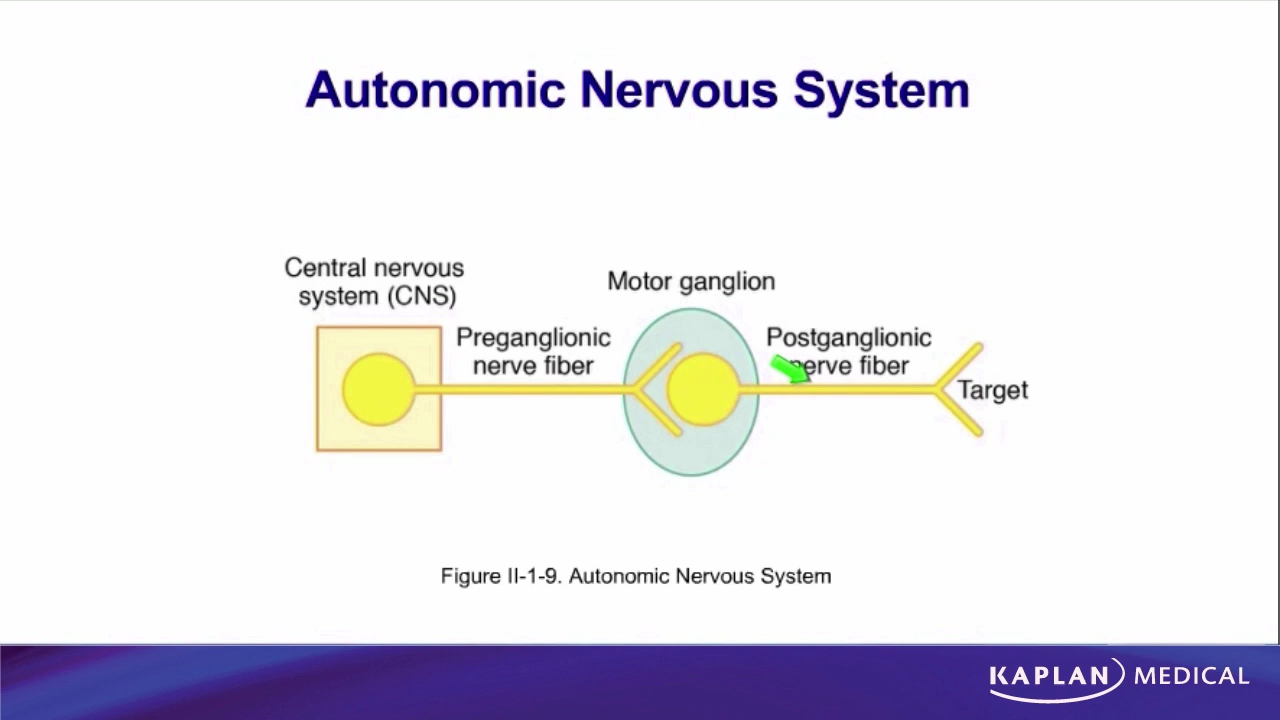 Autonomic Nervous System
Central nervous
system (CNS)
Motor ganglion
Preganglionic
nerve fiber
Postganglionic
nerve fiber
Target
Figure II-1-9. Autonomic Nervous System
KAPLAN MEDICAL